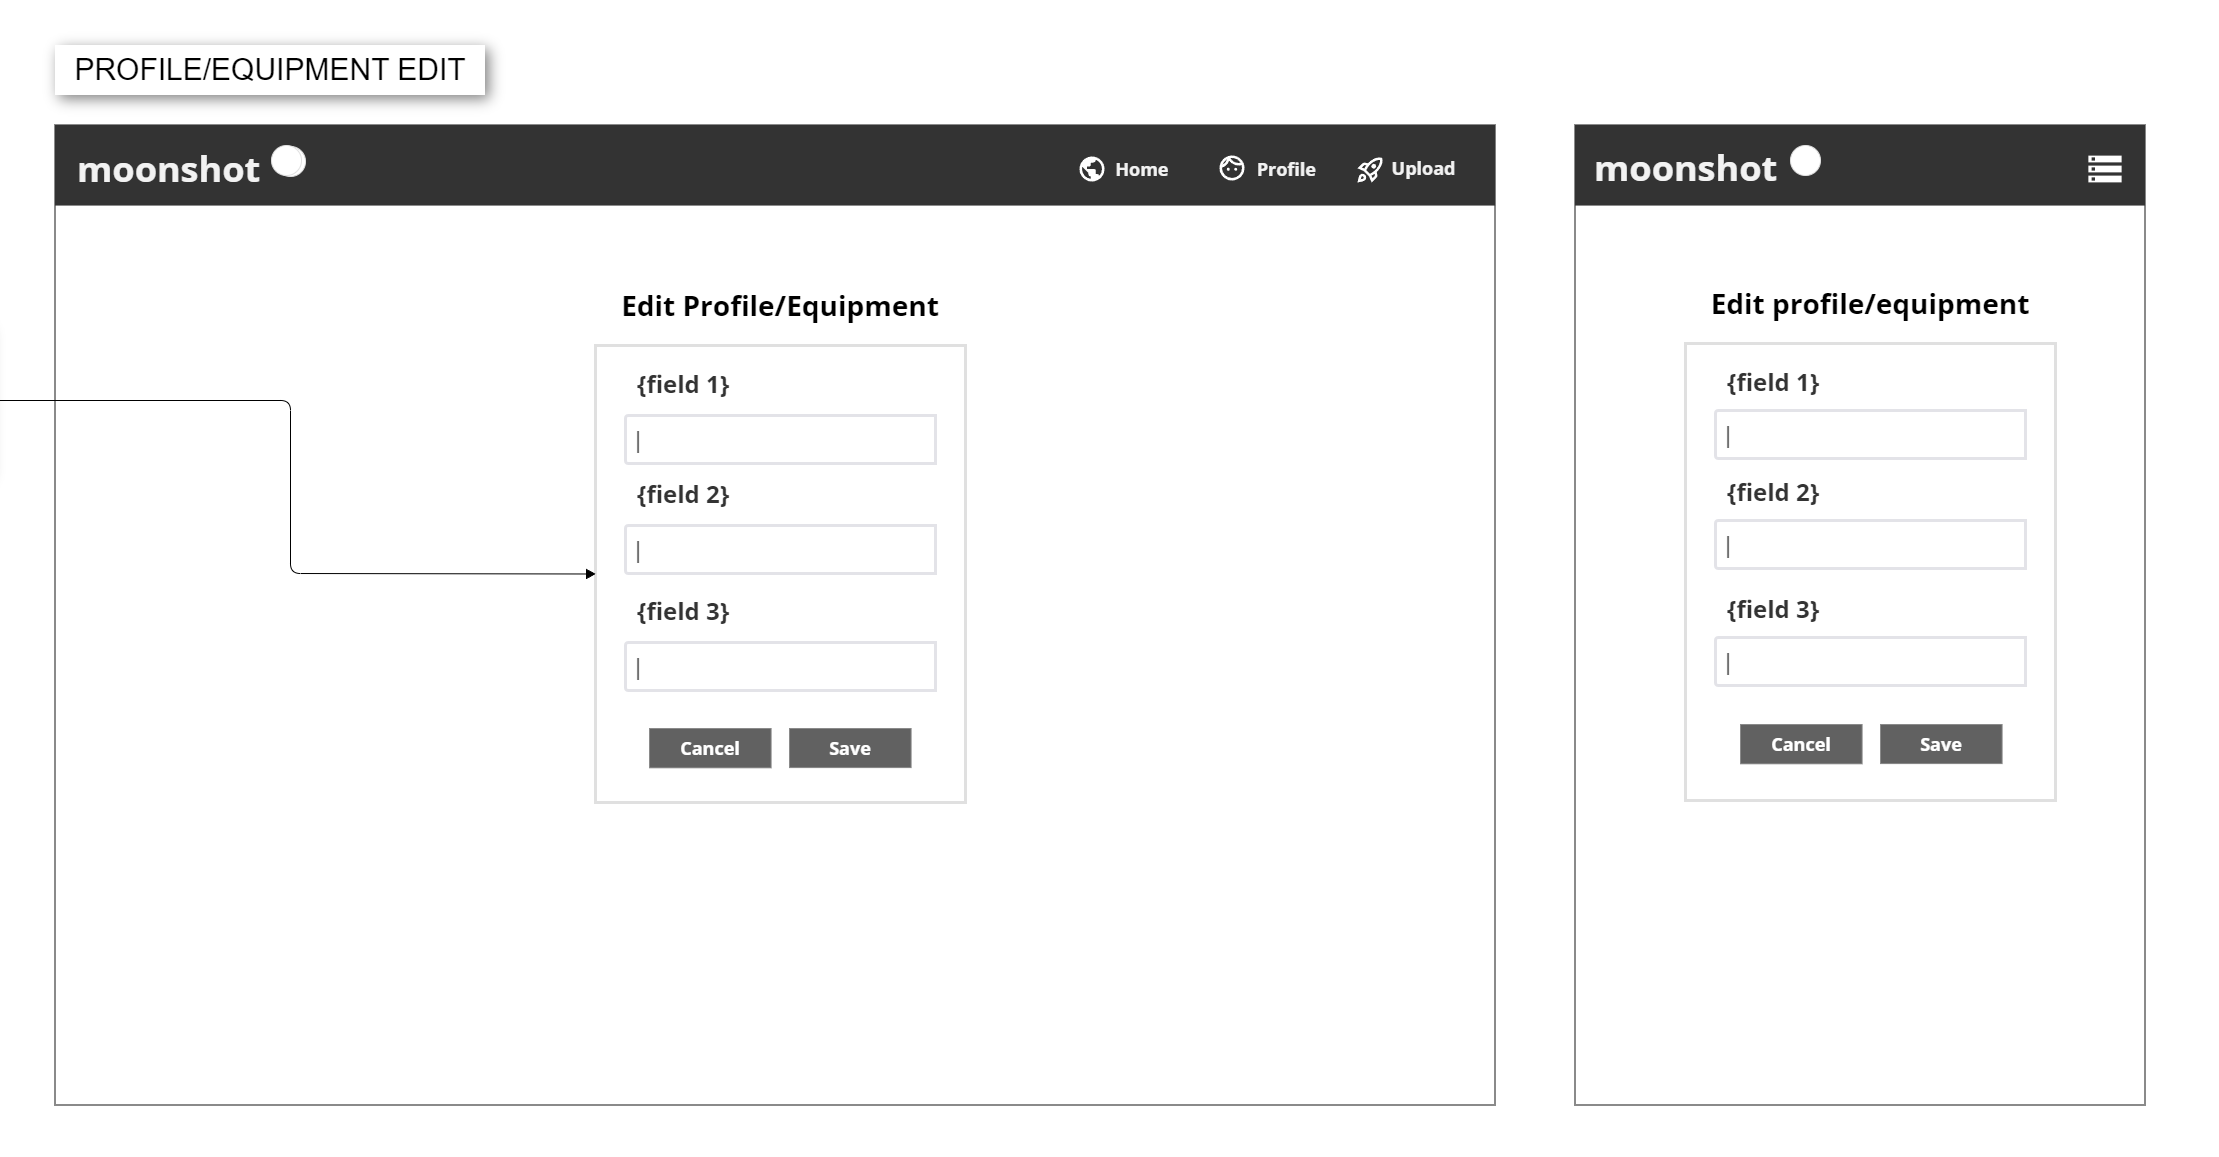 PROFILE/EQUIPMENT EDIT
moonshot
Home
Profile
Upload
Edit Profile/Equipment
{field 1}
{field 2}
{field 3}
Cancel
Save
moonshot
Edit profile/equipment
{field 1}
{field 2}
{field 3}
Cancel
Save